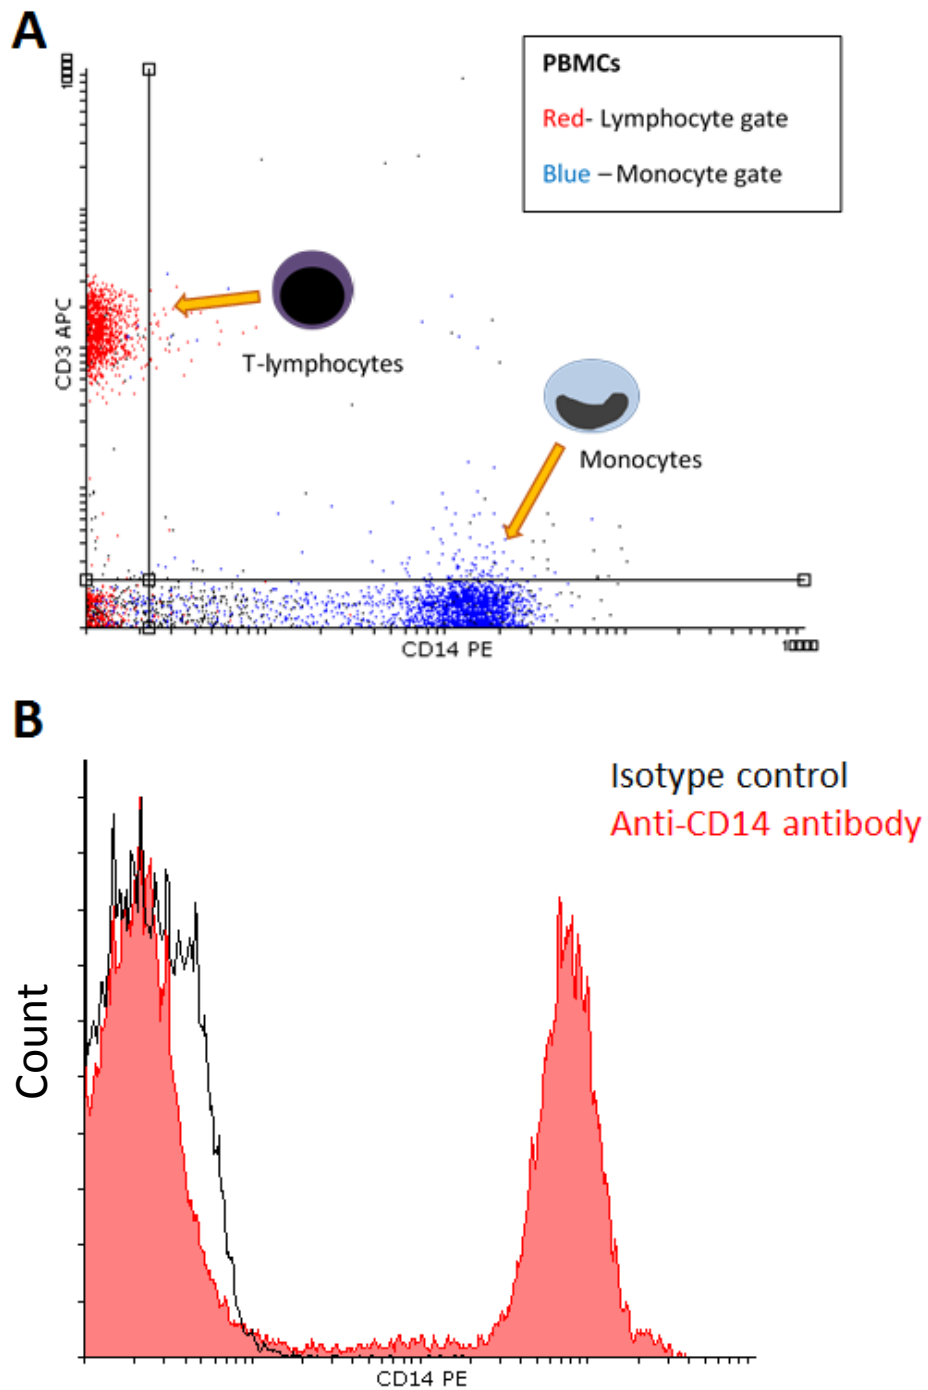 A
PBMCs
Red- Lymphocyte gate
Blue – Monocyte gate
CD3 APC
T-lymphocytes
Monocytes
CD14 PE
B
Isotype control
Anti-CD14 antibody
Count
CD14 PE